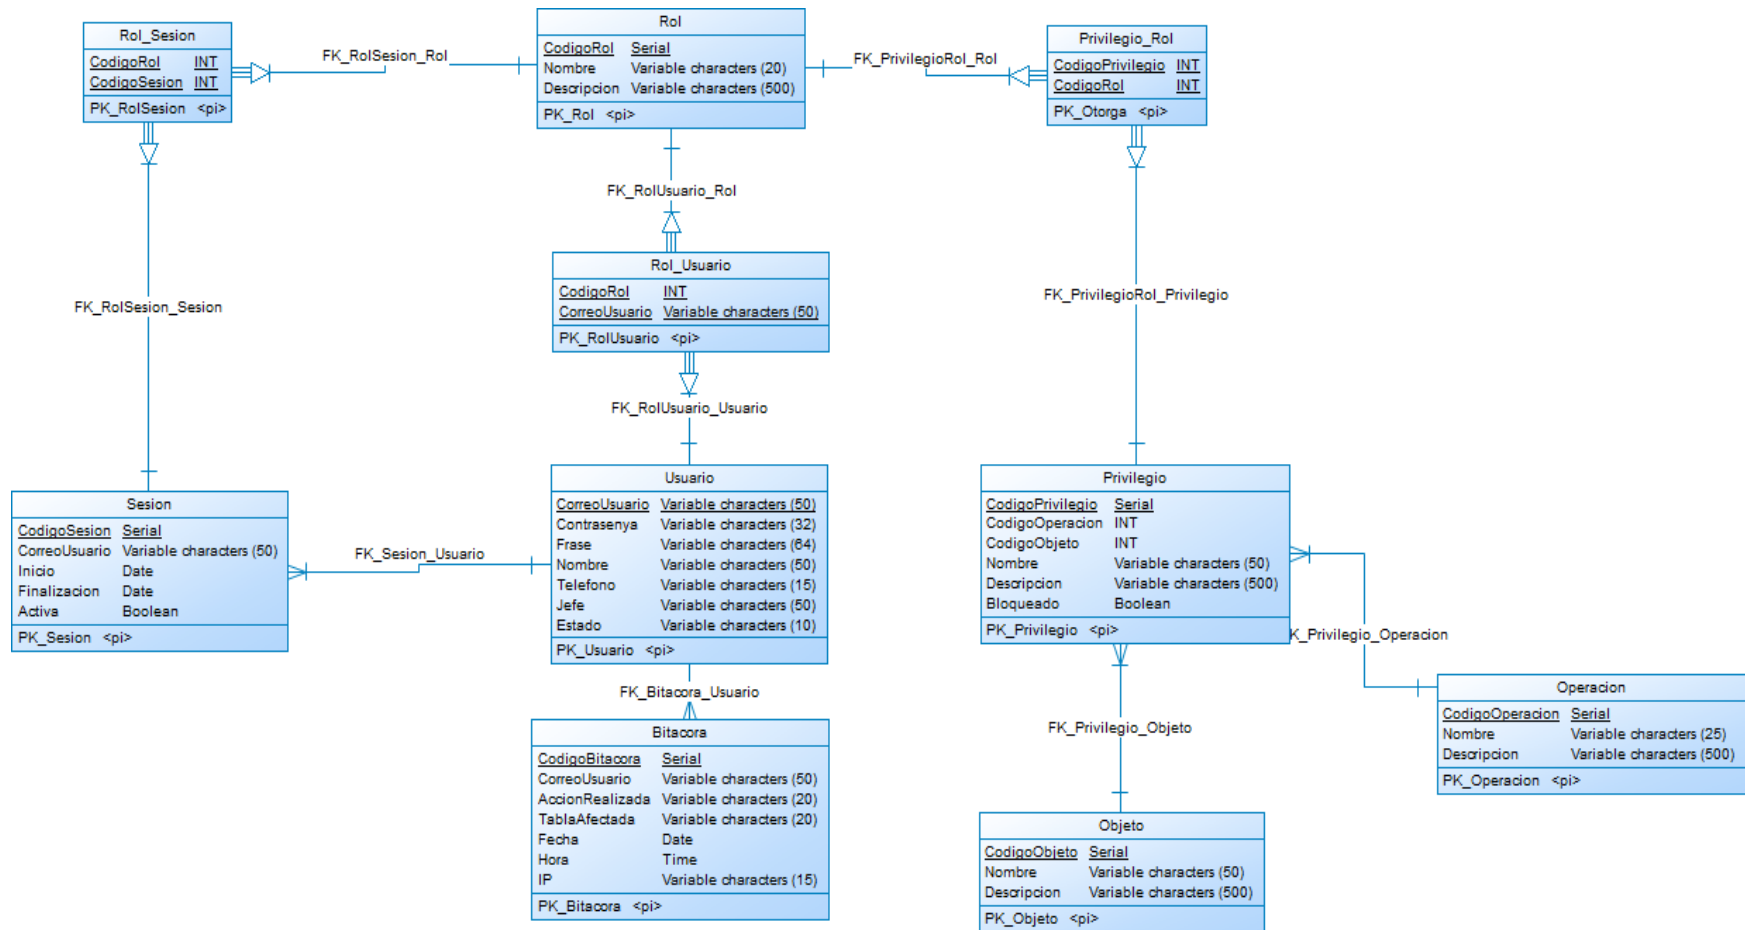 Rol_Sesion
CodigoRol INT
CodigoSesion INT
PK_RolSesion <pi>
FK_RolSesion_Rol
Rol
CodigoRol Serial
Nombre Variable characters (20)
Descripcion Variable characters (500)
PK_Rol <pi>
FK_PrivilegioRol_Rol
Privilegio_Rol
CodigoPrivilegio INT
CodigoRol INT
PK_Otorga <pi>
FK_RolUsuario_Rol
Rol_Usuario
CodigoRol INT
CorreoUsuario Variable characters (50)
PK_RolUsuario <pi>
FK_RolSesion_Sesion
FK_PrivilegioRol_Privilegio
FK_RolUsuario_Usuario
Sesion
CodigoSesion Serial
CorreoUsuario Variable characters (50)
Inicio Date
Finalizacion Date
Activa Boolean
PK_Sesion <pi>
FK_Sesion_Usuario
Usuario
CorreoUsuario Variable characters (50)
Contrasenya Variable characters (32)
Frase Variable characters (64)
Nombre Variable characters (50)
Telefono Variable characters (15)
Jefe Variable characters (50)
Estado Variable characters (10)
PK_Usuario <pi>
Privilegio
CodigoPrivilegio Serial
CodigoOperacion INT
CodigoObjeto INT
Nombre Variable characters (50)
Descripcion Variable characters (500)
Bloqueado Boolean
PK_Privilegio <pi>
K_Privilegio_Operacion
FK_Bitacora_Usuario
Bitacora
CodigoBitacora Serial
CorreoUsuario Variable characters (50)
AccionRealizada Variable characters (20)
TablaAfectada Variable characters (20)
Fecha Date
Hora Time
IP Variable characters (15)
PK_Bitacora <pi>
FK_Privilegio_Objeto
Operacion
CodigoOperacion Serial
Nombre Variable characters (25)
Descripcion Variable characters (500)
PK_Operacion <pi>
Objeto
CodigoObjeto Serial
Nombre Variable characters (50)
Descripcion Variable characters (500)
PK_Objeto <pi>